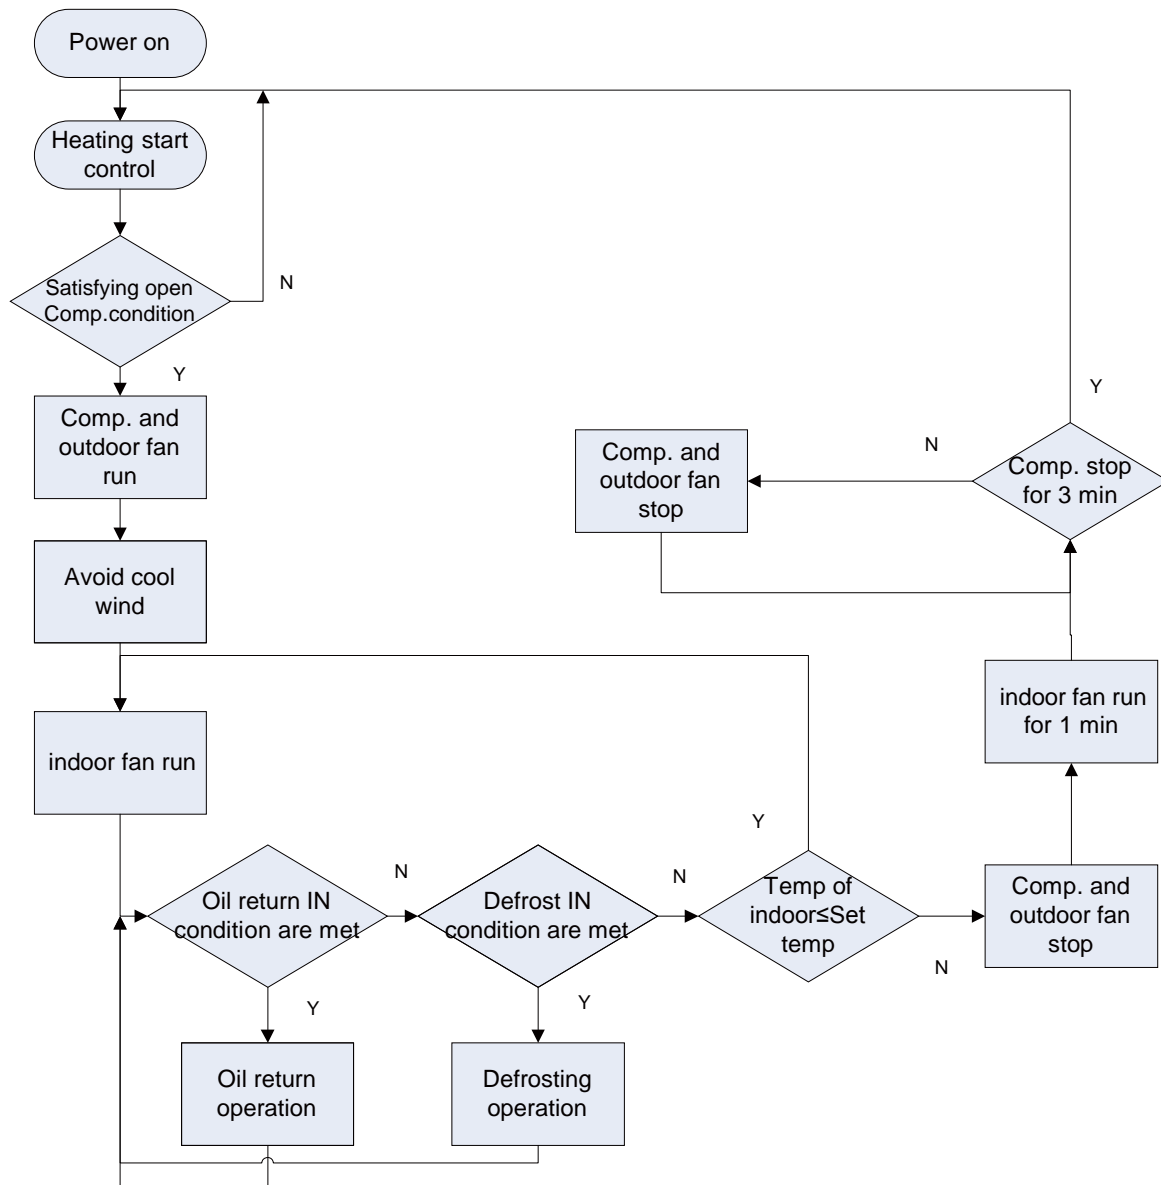 Power on
Heating start
control
Satisfying open
Comp.condition
N
Y
Comp. and
outdoor fan
run
Avoid cool
wind
indoor fan run
Oil return IN
condition are met
N
Y
Oil return
operation
Defrost IN
condition are met
N
Y
Defrosting
operation
Temp of
indoor≤Set
temp
Y
N
Comp. and
outdoor fan
stop
indoor fan run
for 1 min
Comp. stop
for 3 min
Y
N
Comp. and
outdoor fan
stop